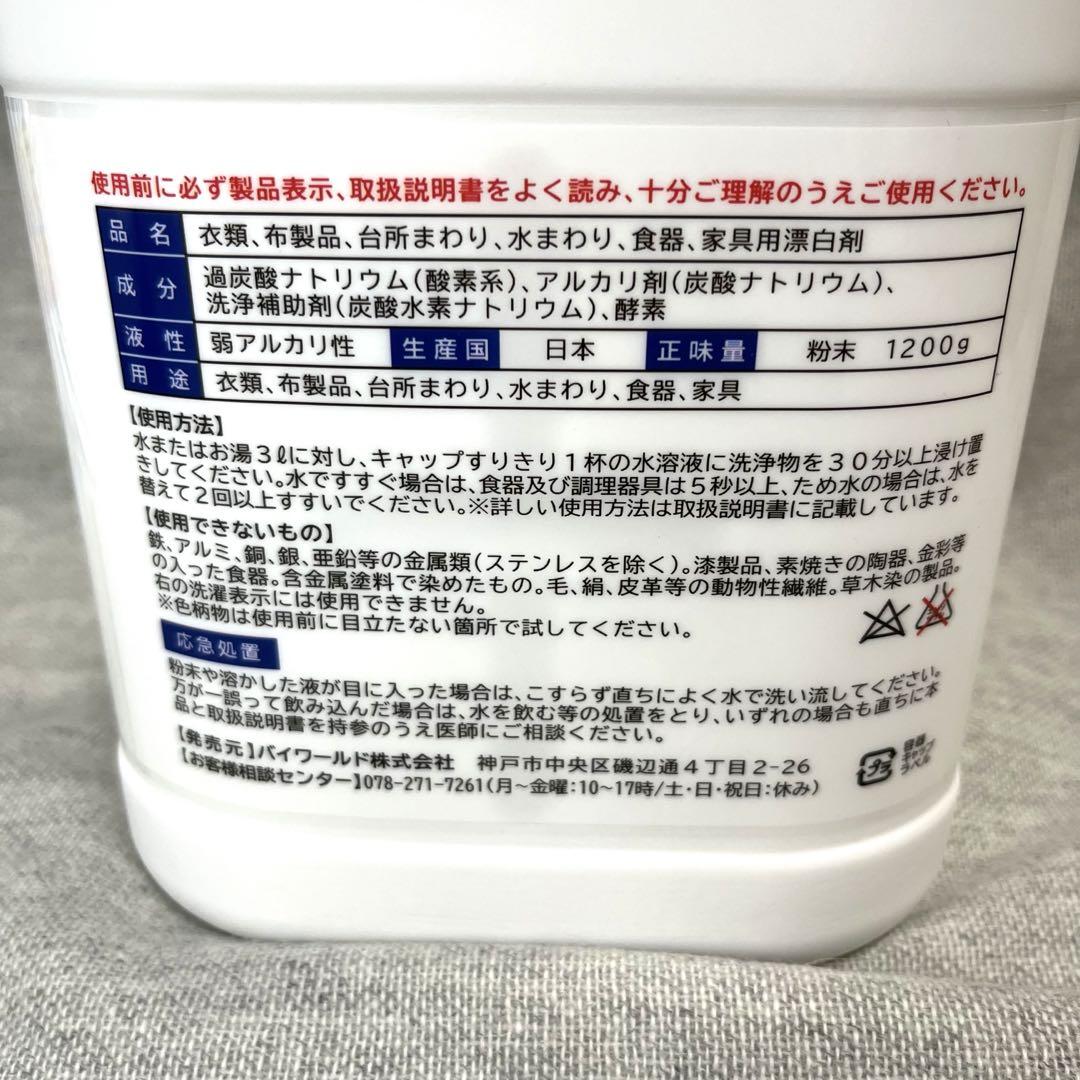 使用前に必ず製品表示、取扱説明書をよく読み、十分ご理解のうえご使用ください。
品名 衣類、布製品、台所まわり、水まわり、食器、家具用漂白剤
成分 過炭酸ナトリウム(酸素系)、アルカリ剤(炭酸ナトリウム)、
洗浄補助剤(炭酸水素ナトリウム)、酵素
液性 弱アルカリ性 生産国 日本 正味量 粉末 1200g
用途 衣類、布製品、台所まわり、水まわり、食器、家具
【使用方法】
水またはお湯3ℓに対し、キャップすりきり1杯の水溶液に洗浄物を30分以上浸け置
きしてください。水ですすぐ場合は、食器及び調理器具は5秒以上、ため水の場合は、水を
替えて2回以上すすいでください。※詳しい使用方法は取扱説明書に記載しています。
【使用できないもの】
鉄、アルミ、銅、銀、亜鉛等の金属類(ステンレスを除く)。漆製品、素焼きの陶器、金彩等
の入った食器。含金属塗料で染めたもの。毛、絹、皮革等の動物性繊維。草木染の製品。
右の洗濯表示には使用できません。
※色柄物は使用前に目立たない箇所で試してください。
応急処置
粉末や溶かした液が目に入った場合は、こすらず直ちによく水で洗い流してください。
万が一誤って飲み込んだ場合は、水を飲む等の処置をとり、いずれの場合も直ちに本
品と取扱説明書を持参のうえ医師にご相談ください。
【発売元】バイワールド株式会社 神戸市中央区磯辺通4丁目2-26
【お客様相談センター】078-271-7261(月~金曜:10~17時/土・日・祝日:休み)
プラ
容器
キャップ
ラベル